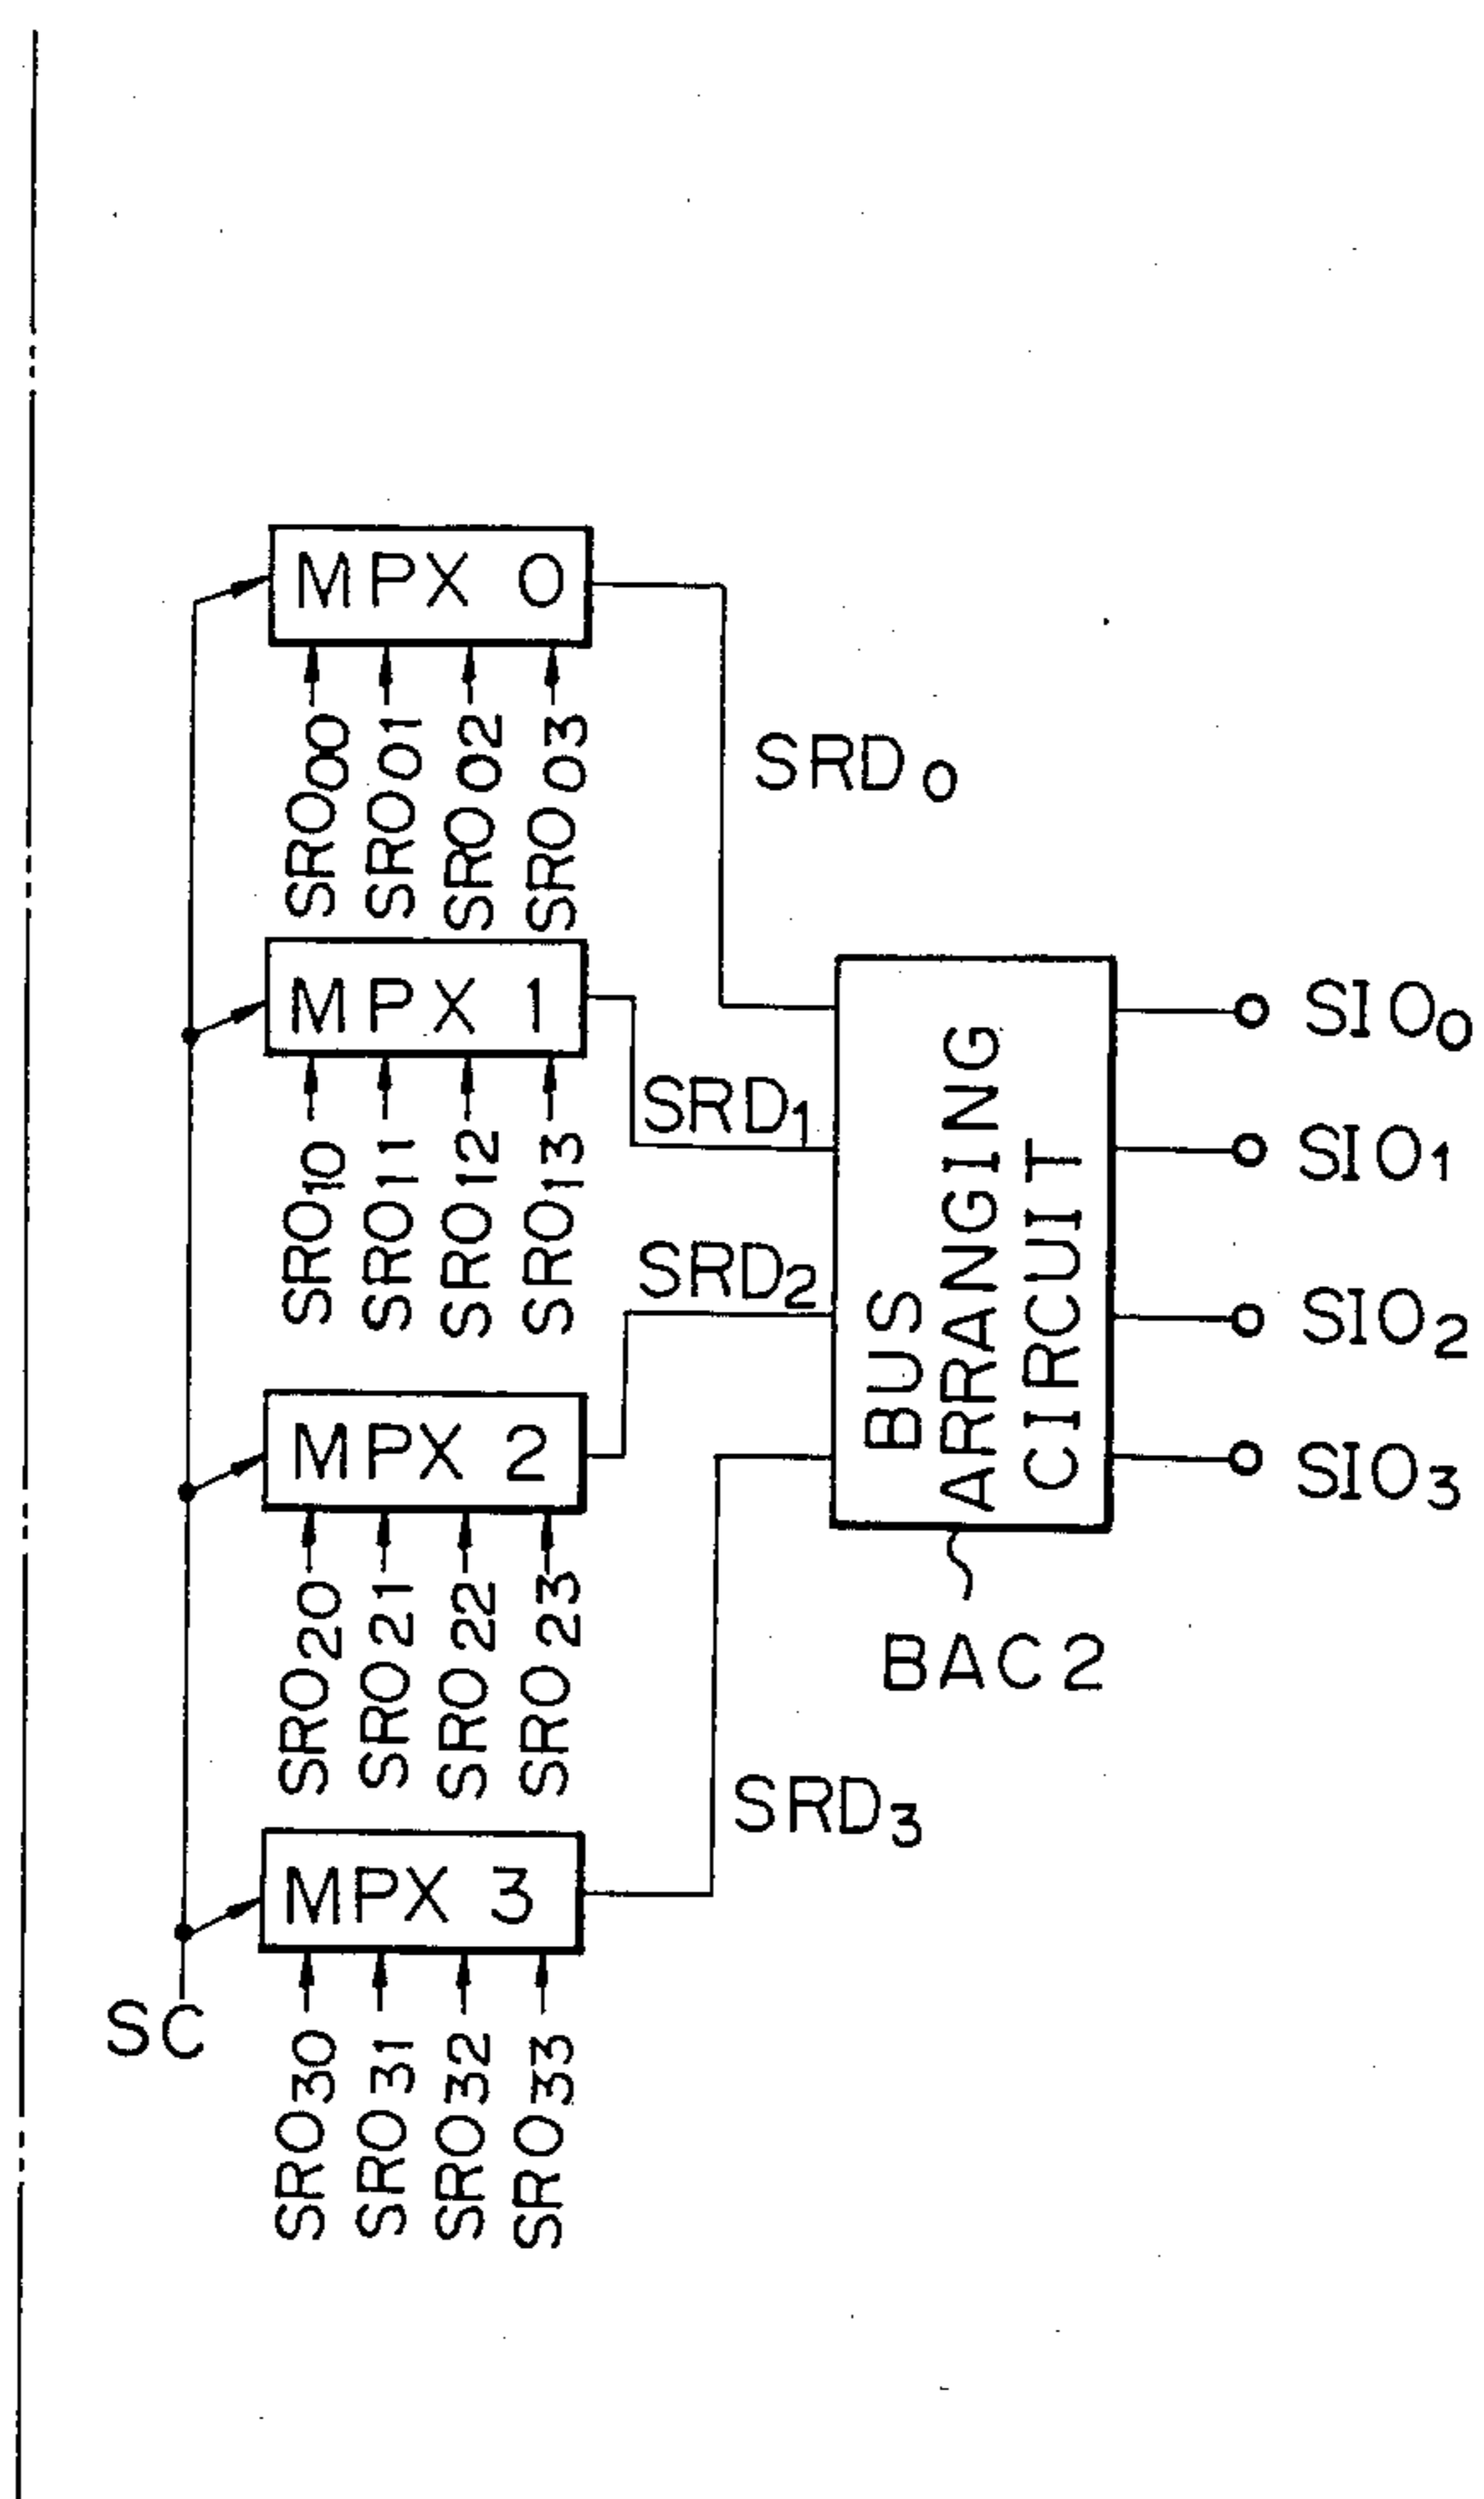 MPX 0
SRO00
SRO01
SRO02
SRO03
SRD0
MPX 1
SRO10
SRO11
SRO12
SRO13
SRD1
SRD2
MPX 2
SRO20
SRO21
SRO22
SRO23
SRD3
MPX 3
SRO30
SRO31
SRO32
SRO33
SC
BUS
ARRANGING
CIRCUIT
BAC2
SIO0
SIO1
SIO2
SIO3